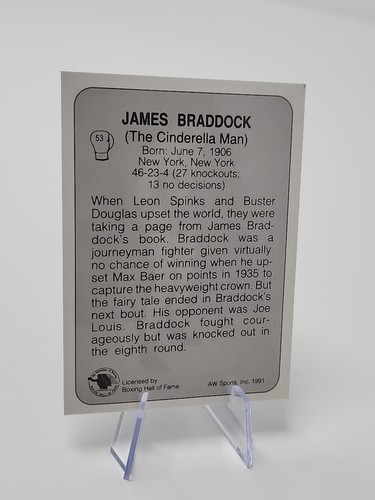 53
JAMES BRADDOCK
(The Cinderella Man)
Born: June 7, 1906
New York, New York
46-23-4 (27 knockouts;
13 no decisions)
When Leon Spinks and Buster
Douglas upset the world, they were
taking a page from James Brad-
dock's book. Braddock was a
journeyman fighter given virtually
no chance of winning when he up-
set Max Baer on points in 1935 to
capture the heavyweight crown. But
the fairy tale ended in Braddock's
next bout. His opponent was Joe
Louis. Braddock fought cour-
ageously but was knocked out in
the eighth round.
Licensed by
Boxing Hall of Fame
AW Sports, Inc. 1991